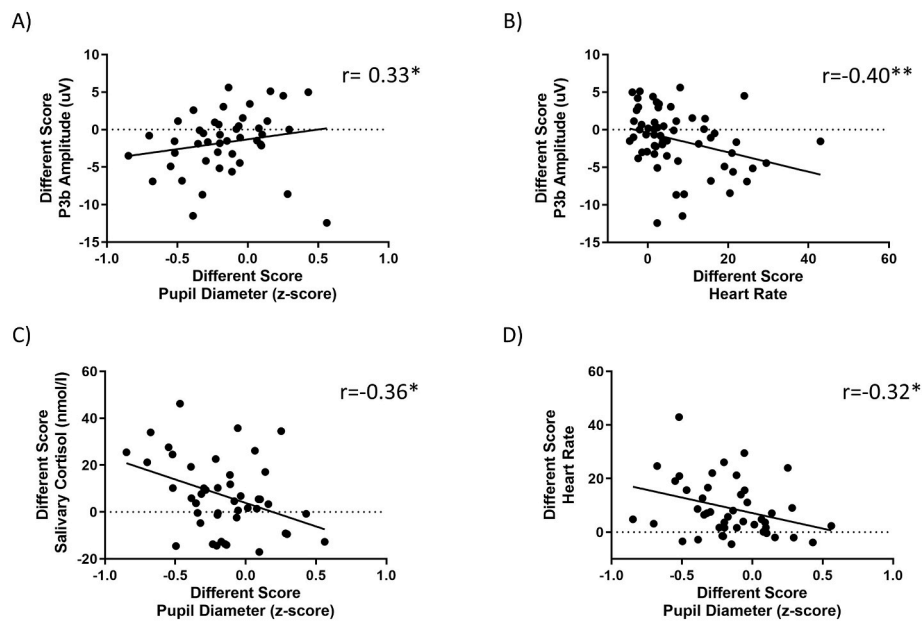 A)
r= 0.33*
Different Score
P3b Amplitude (uV)
10
5
0
-5
-10
-15
-1.0
-0.5
0.0
0.5
1.0
Different Score
Pupil Diameter (z-score)
B)
r=-0.40**
Different Score
P3b Amplitude (uV)
10
5
0
-5
-10
-15
0
20
40
60
Different Score
Heart Rate
C)
r=-0.36*
Different Score
Salivary Cortisol (nmol/l)
60
40
20
0
-20
-1.0
-0.5
0.0
0.5
1.0
Different Score
Pupil Diameter (z-score)
D)
r=-0.32*
Different Score
Heart Rate
60
40
20
0
-1.0
-0.5
0.0
0.5
1.0
Different Score
Pupil Diameter (z-score)